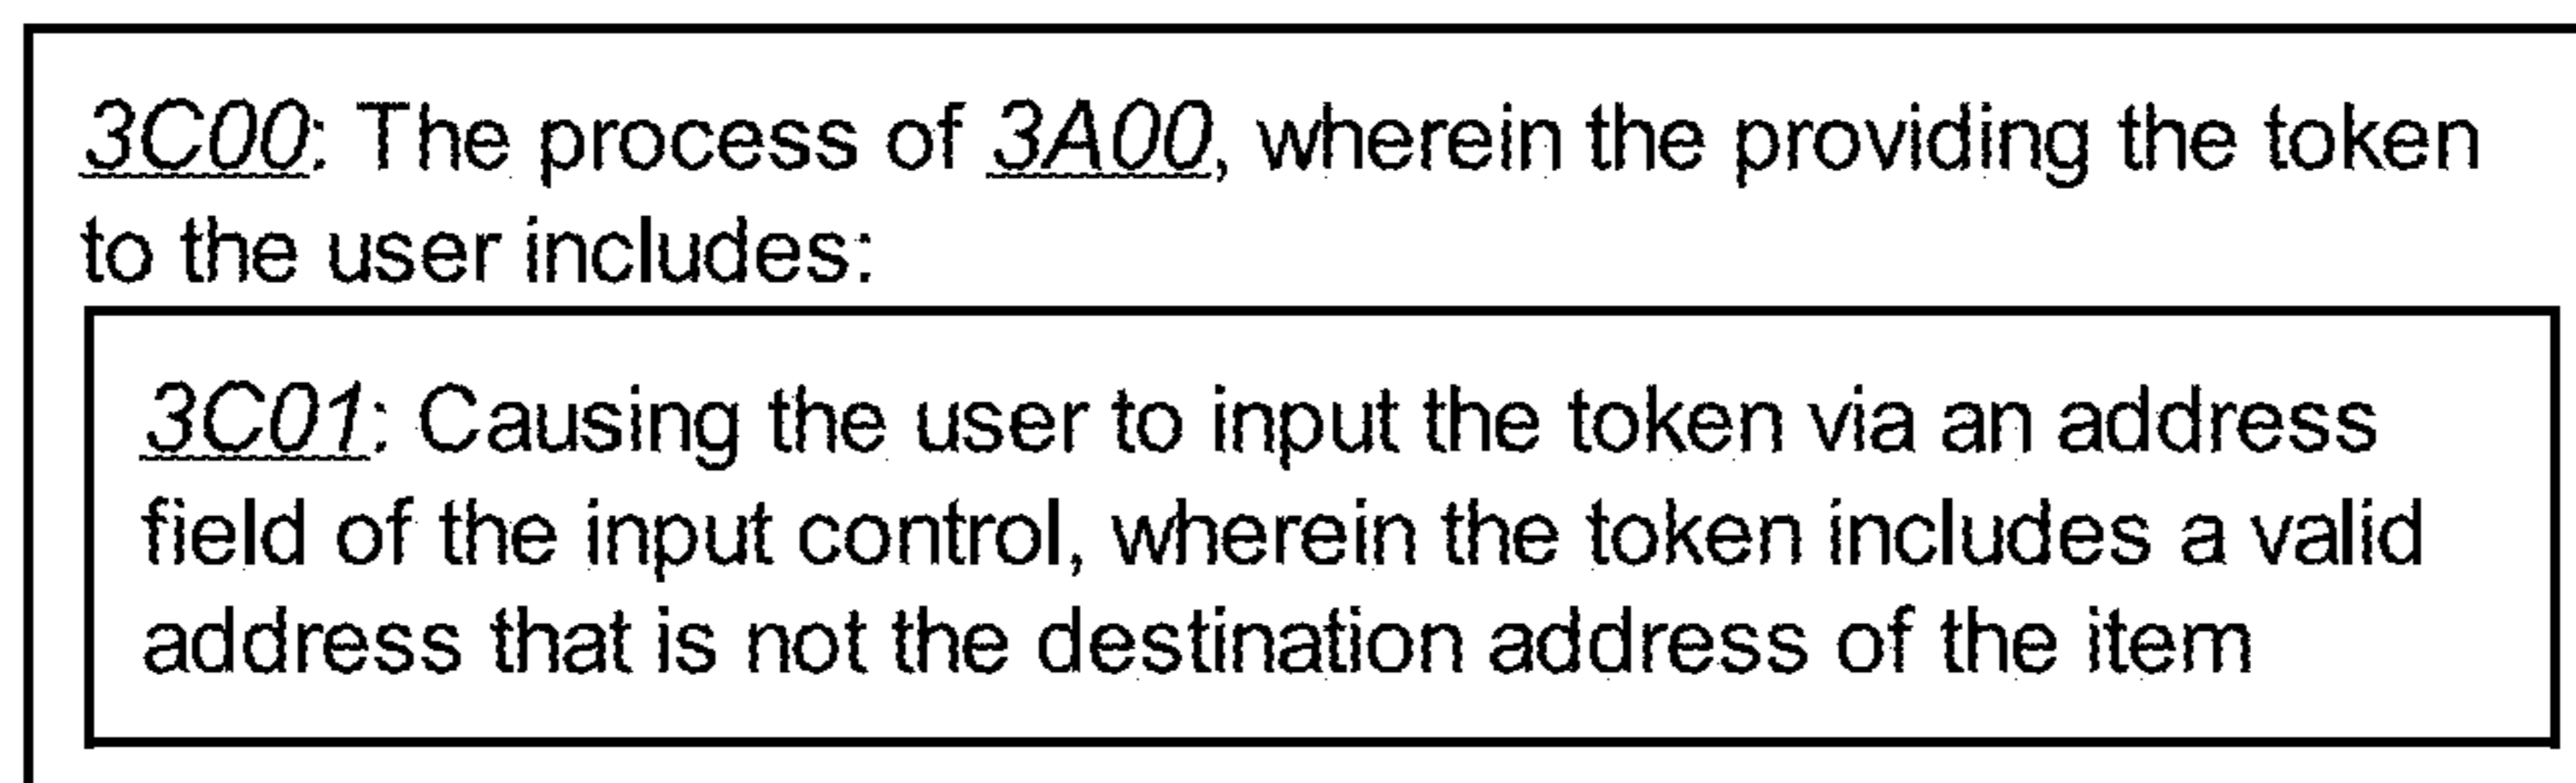 3C00: The process of 3A00, wherein the providing the token
to the user includes:
3C01: Causing the user to input the token via an address
field of the input control, wherein the token includes a valid
address that is not the destination address of the item